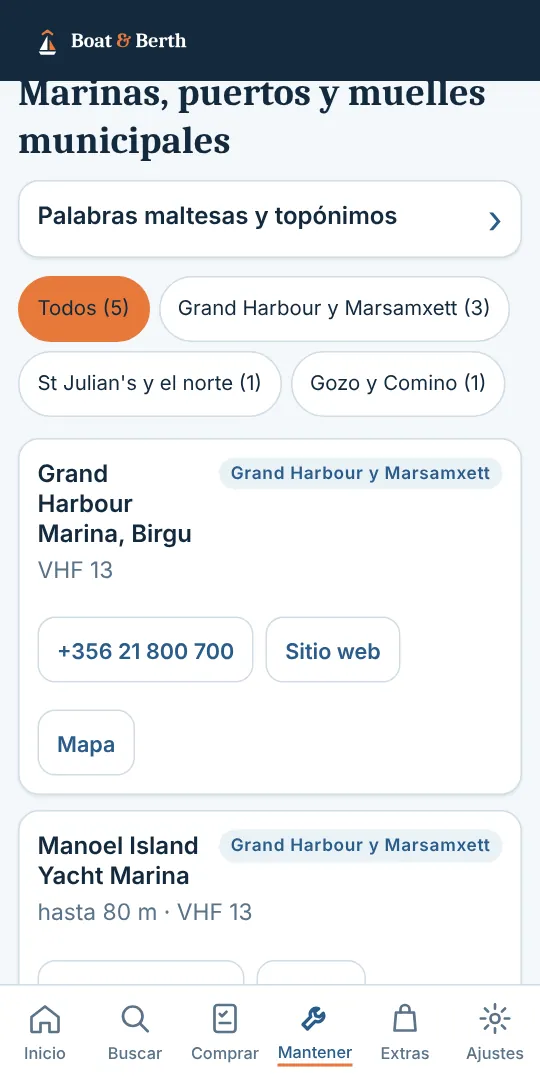 Boat & Berth
Marinas, puertos y muelles
municipales
Palabras maltesas y topónimos
Todos (5)
Grand Harbour y Marsamxett (3)
St Julian's y el norte (1)
Gozo y Comino (1)
Grand
Harbour
Marina, Birgu
Grand Harbour y Marsamxett
VHF 13
+356 21 800 700
Sitio web
Mapa
Manoel Island
Yacht Marina
Grand Harbour y Marsamxett
hasta 80 m · VHF 13
Inicio
Buscar
Comprar
Mantener
Extras
Ajustes